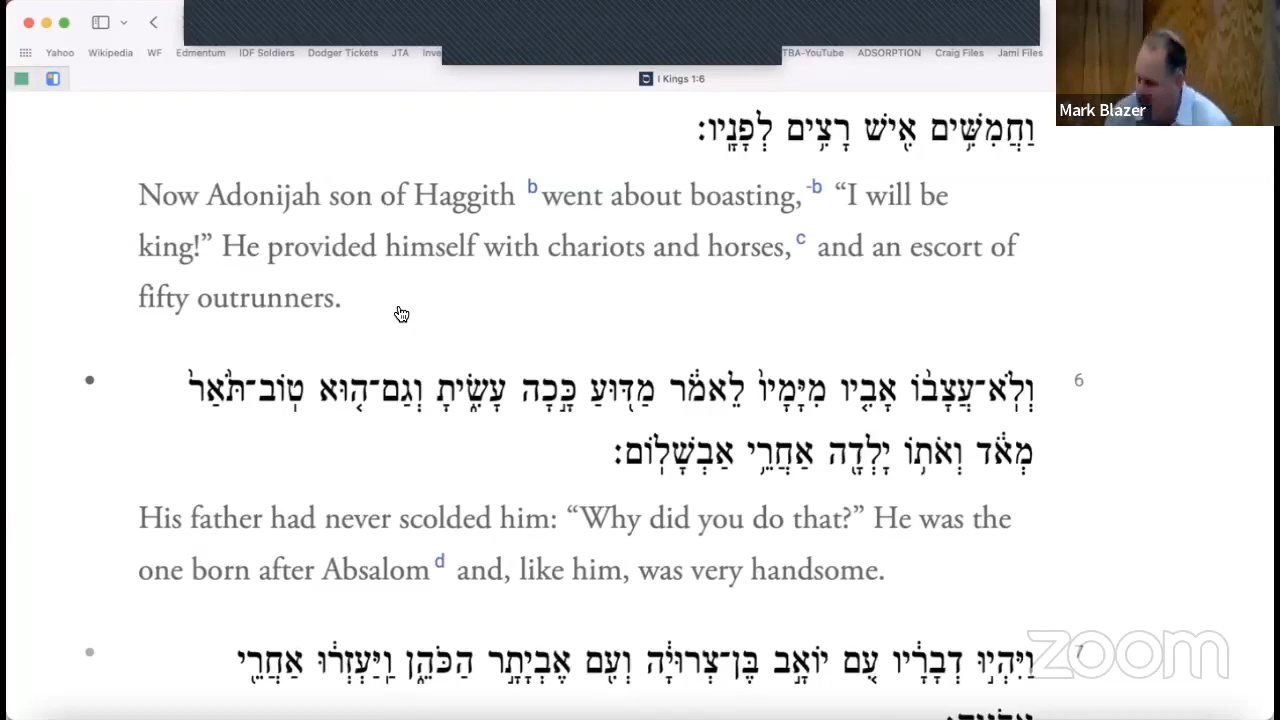 Yahoo Wikipedia WF Edmentum IDF Soldiers Dodger Tickets JTA Inve TBA-YouTube ADSORPTION Craig Files Jami Files
I Kings 1:6
Mark Blazer
וַחֲמִשִּׁ֥ים אִ֖ישׁ רָצִ֥ים לְפָנָֽיו׃
Now Adonijah son of Haggith b went about boasting, -b “I will be
king!” He provided himself with chariots and horses, c and an escort of
fifty outrunners.
6
וְלֹֽא־עֲצָב֨וֹ אָבִ֤יו מִיָּמָיו֙ לֵאמֹ֔ר מַדּ֖וּעַ כָּ֣כָה עָשִׂ֑יתָ וְגַם־ה֤וּא טֽוֹב־תֹּ֙אַר֙
מְאֹ֔ד וְאֹת֥וֹ יָלְדָ֖ה אַחֲרֵ֥י אַבְשָׁלֽוֹם׃
His father had never scolded him: “Why did you do that?” He was the
one born after Absalom d and, like him, was very handsome.
7
וַיִּהְי֣וּ דְבָרָ֔יו עִ֚ם יוֹאָ֣ב בֶּן־צְרוּיָ֔ה וְעִ֖ם אֶבְיָתָ֣ר הַכֹּהֵ֑ן וַֽיַּעְזְר֔וּ אַחֲרֵ֖י
zoom